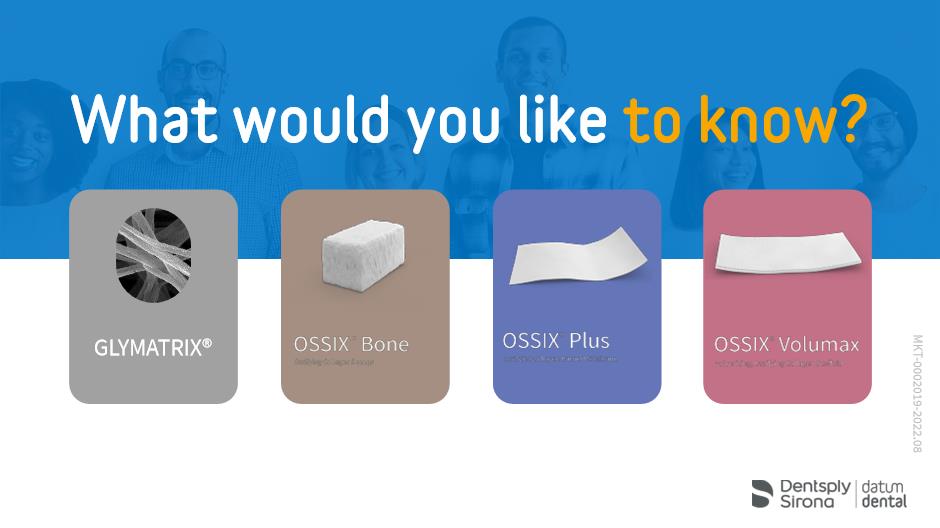 What would you like to know?
GLYMATRIX®
OSSIX® Bone
OSSIX® Plus
OSSIX® Volumax
MKT-0002019-2022.08
Dentsply
Sirona
datum
dental